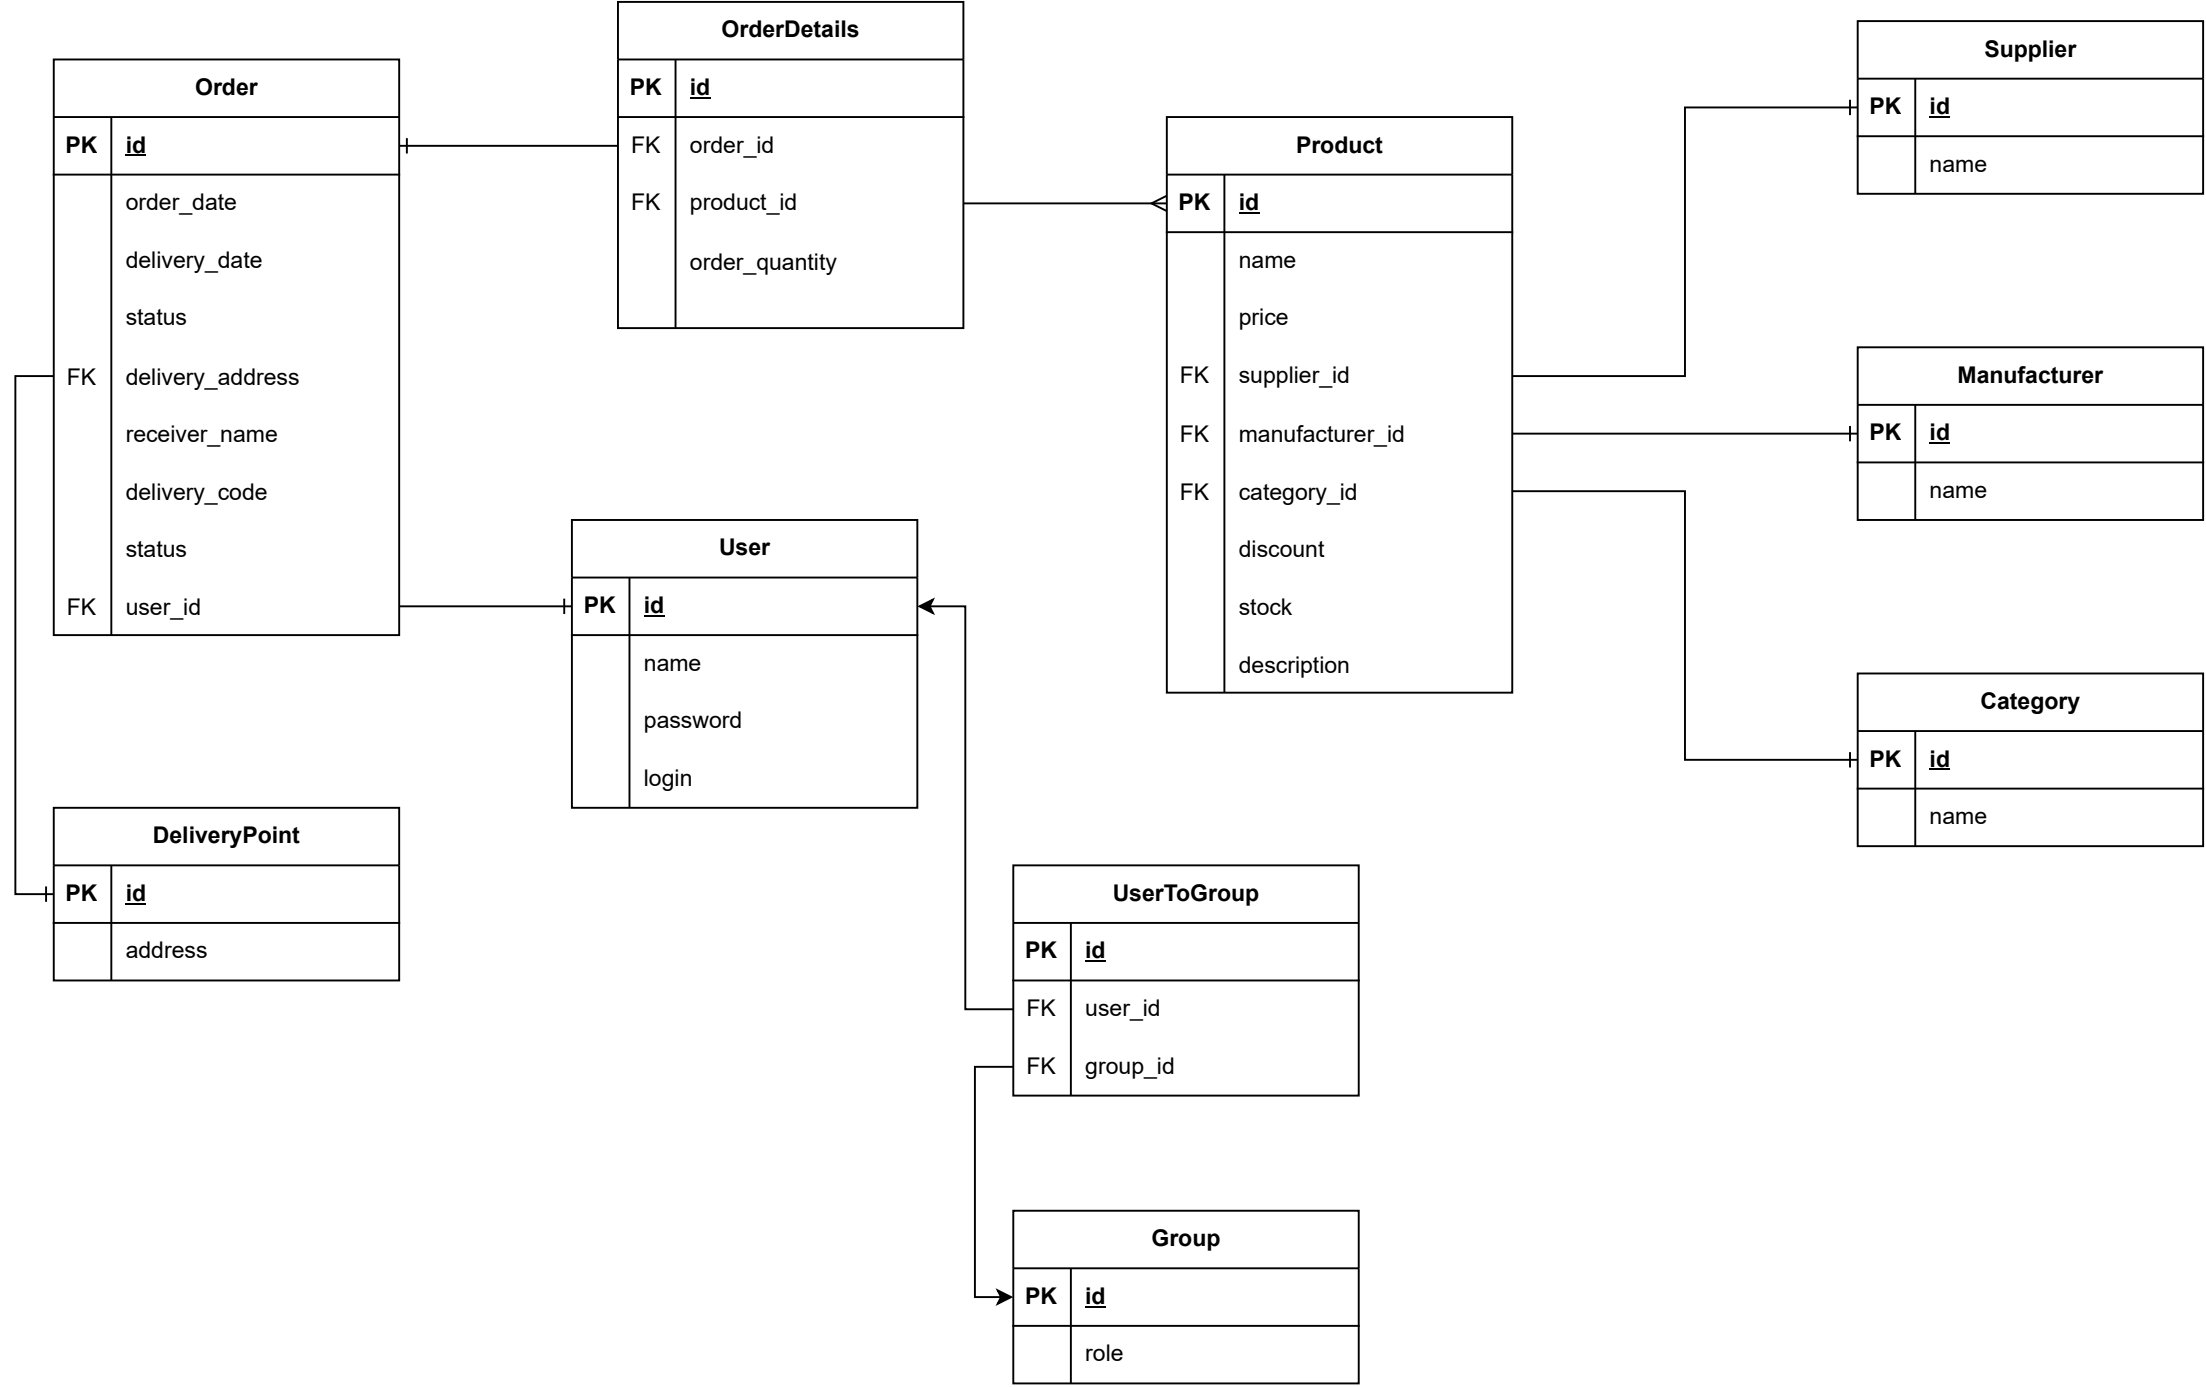 Order
PK id
order_date
delivery_date
status
FK delivery_address
receiver_name
delivery_code
status
FK user_id
OrderDetails
PK id
FK order_id
FK product_id
order_quantity
Product
PK id
name
price
FK supplier_id
FK manufacturer_id
FK category_id
discount
stock
description
Supplier
PK id
name
Manufacturer
PK id
name
Category
PK id
name
User
PK id
name
password
login
DeliveryPoint
PK id
address
UserToGroup
PK id
FK user_id
FK group_id
Group
PK id
role